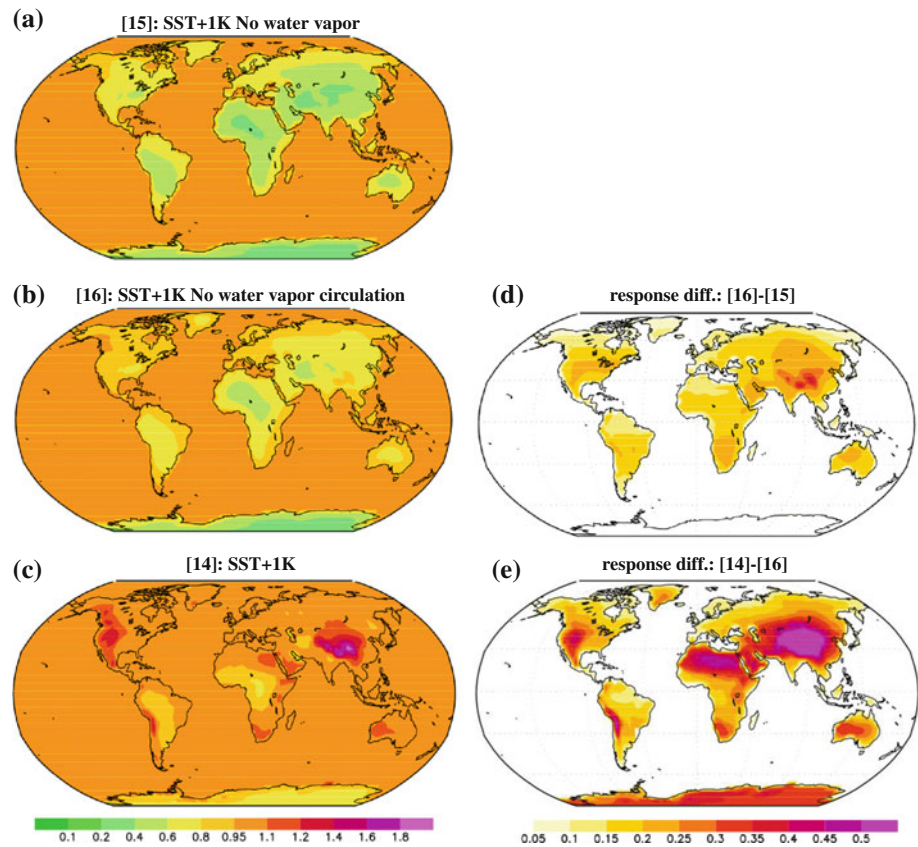 (a)
[15]: SST+1K No water vapor
(b)
[16]: SST+1K No water vapor circulation
(d)
response diff.: [16]-[15]
(c)
[14]: SST+1K
(e)
response diff.: [14]-[16]
0.1 0.2 0.4 0.6 0.8 0.95 1.1 1.2 1.4 1.6 1.8
0.05 0.1 0.15 0.2 0.25 0.3 0.35 0.4 0.45 0.5